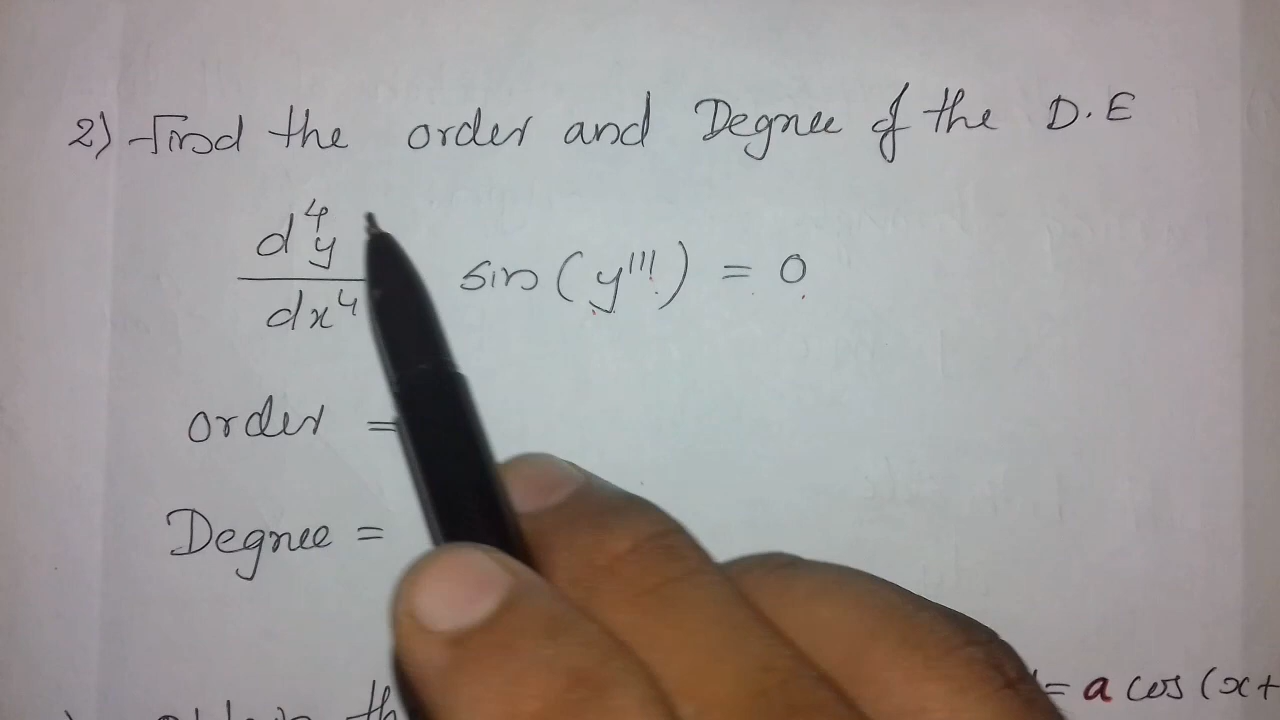 2) Find the order and Degree of the D.E
d⁴y
dx⁴
sin(y''') = 0
order =
Degree =
= a cos(x+